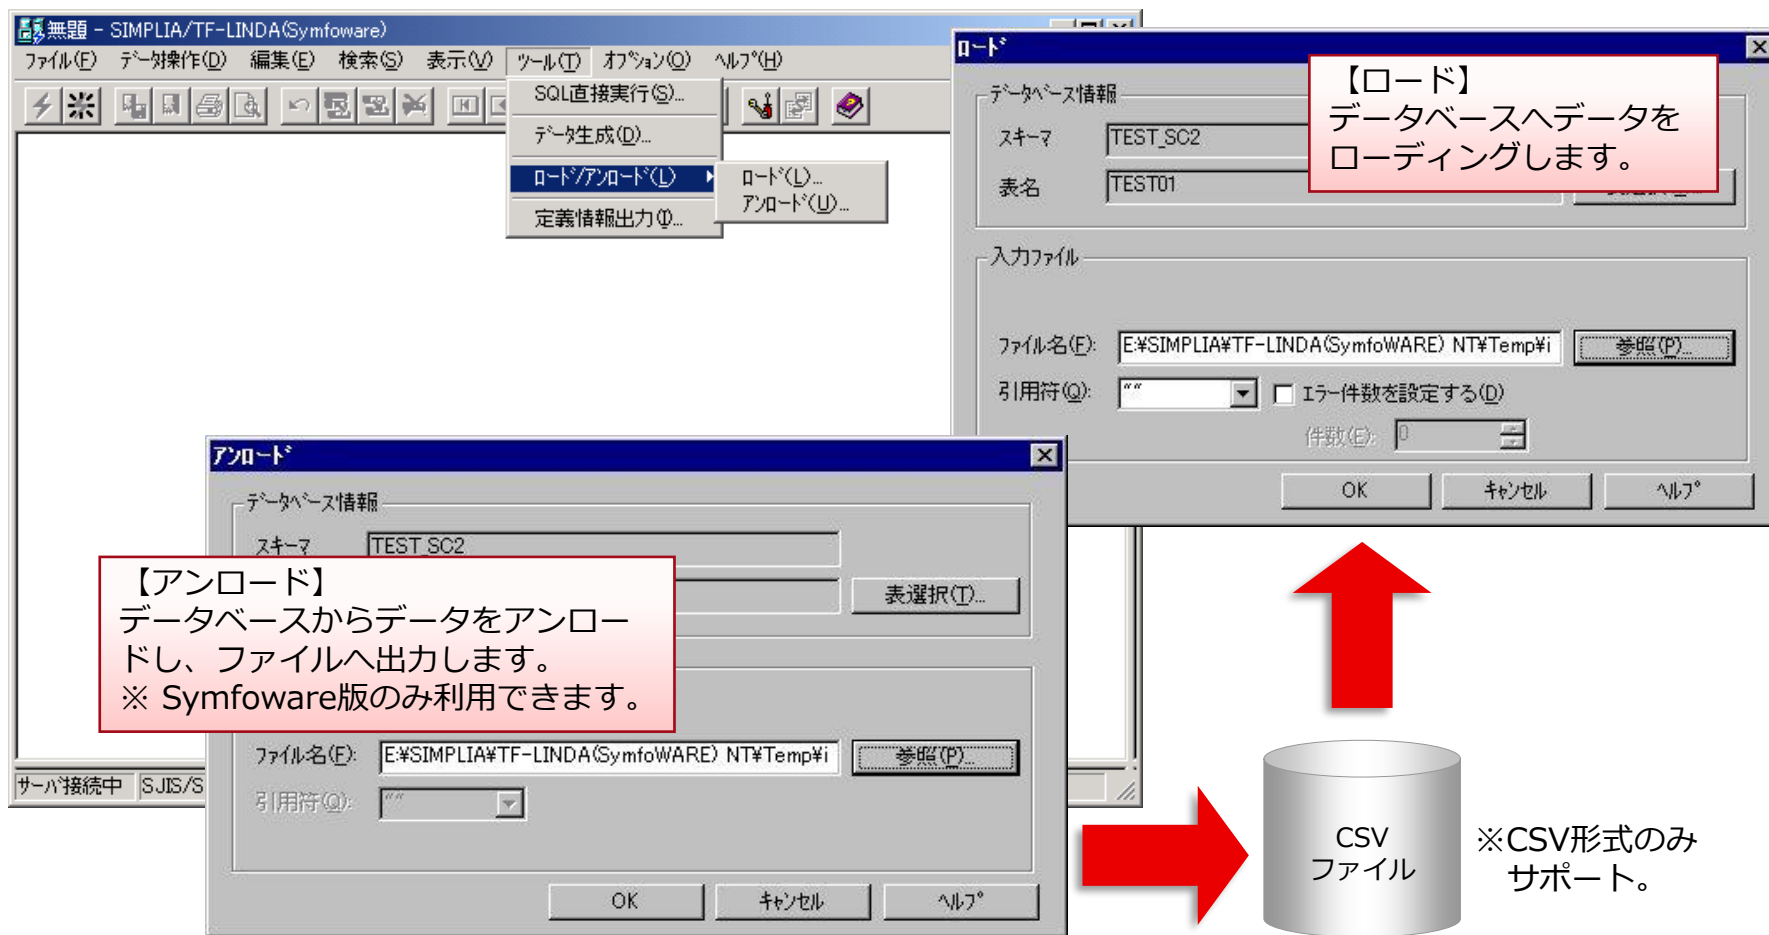 無題 - SIMPLIA/TF-LINDA(Symfoware)
ファイル(F) データ操作(D) 編集(E) 検索(S) 表示(V) ツール(T) オプション(O) ヘルプ(H)
SQL直接実行(S)...
データ生成(D)...
ロード/アンロード(L)
定義情報出力(I)...
ロード(L)...
アンロード(U)...
サーバ接続中 SJIS/S
ロード
データベース情報
スキーマ TEST_SC2
表名 TEST01
【ロード】
データベースへデータを
ローディングします。
入力ファイル
ファイル名(F): E:¥SIMPLIA¥TF-LINDA(SymfoWARE) NT¥Temp¥i 参照(P)...
引用符(Q): "" エラー件数を設定する(D)
件数(E): 0
OK キャンセル ヘルプ
アンロード
データベース情報
スキーマ TEST_SC2
表選択(T)...
【アンロード】
データベースからデータをアンロー
ドし、ファイルへ出力します。
※ Symfoware版のみ利用できます。
ファイル名(F): E:¥SIMPLIA¥TF-LINDA(SymfoWARE) NT¥Temp¥i 参照(P)...
引用符(Q): ""
OK キャンセル ヘルプ
CSV
ファイル
※CSV形式のみ
サポート。